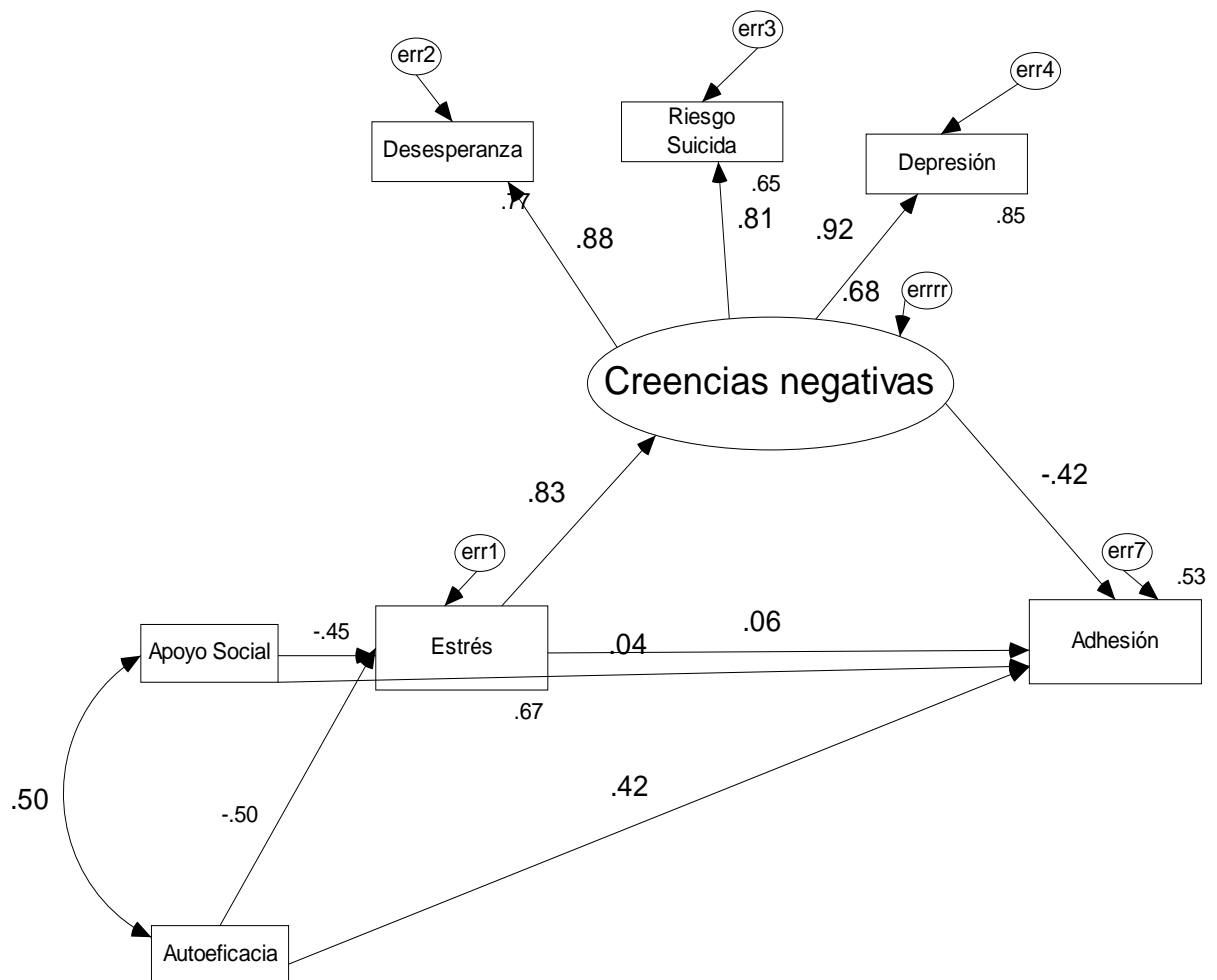 err3
err2
err4
Riesgo
Suicida
Desesperanza
Depresión
.77
.65
.85
.88
.81
.92
.68
errrr
Creencias negativas
.83
-.42
err1
err7
.53
Apoyo Social
-.45
Estrés
.04
.06
Adhesión
.67
.50
-.50
.42
Autoeficacia